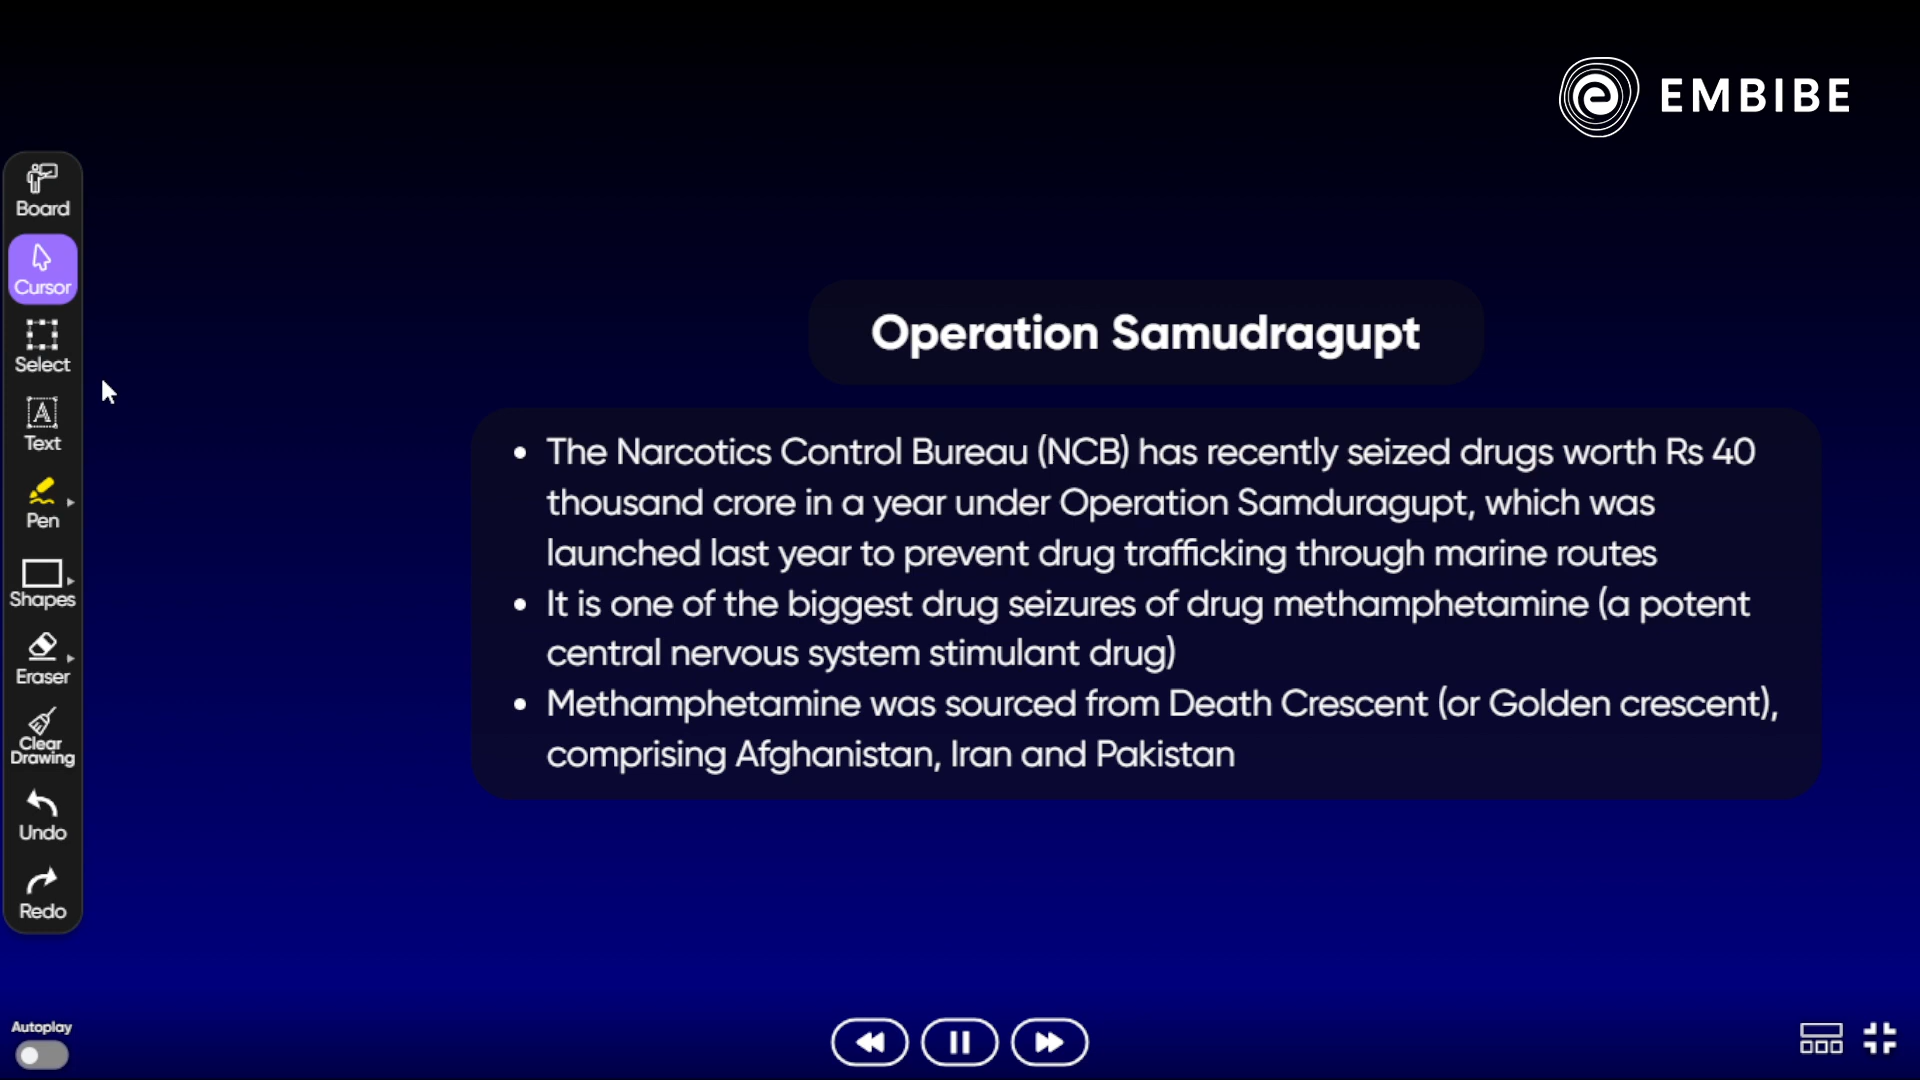 EMBIBE
Board
Cursor
Select
Text
Pen
Shapes
Eraser
Clear
Drawing
Undo
Redo
Autoplay
Operation Samudragupt
• The Narcotics Control Bureau (NCB) has recently seized drugs worth Rs 40
thousand crore in a year under Operation Samduragupt, which was
launched last year to prevent drug trafficking through marine routes
• It is one of the biggest drug seizures of drug methamphetamine (a potent
central nervous system stimulant drug)
• Methamphetamine was sourced from Death Crescent (or Golden crescent),
comprising Afghanistan, Iran and Pakistan